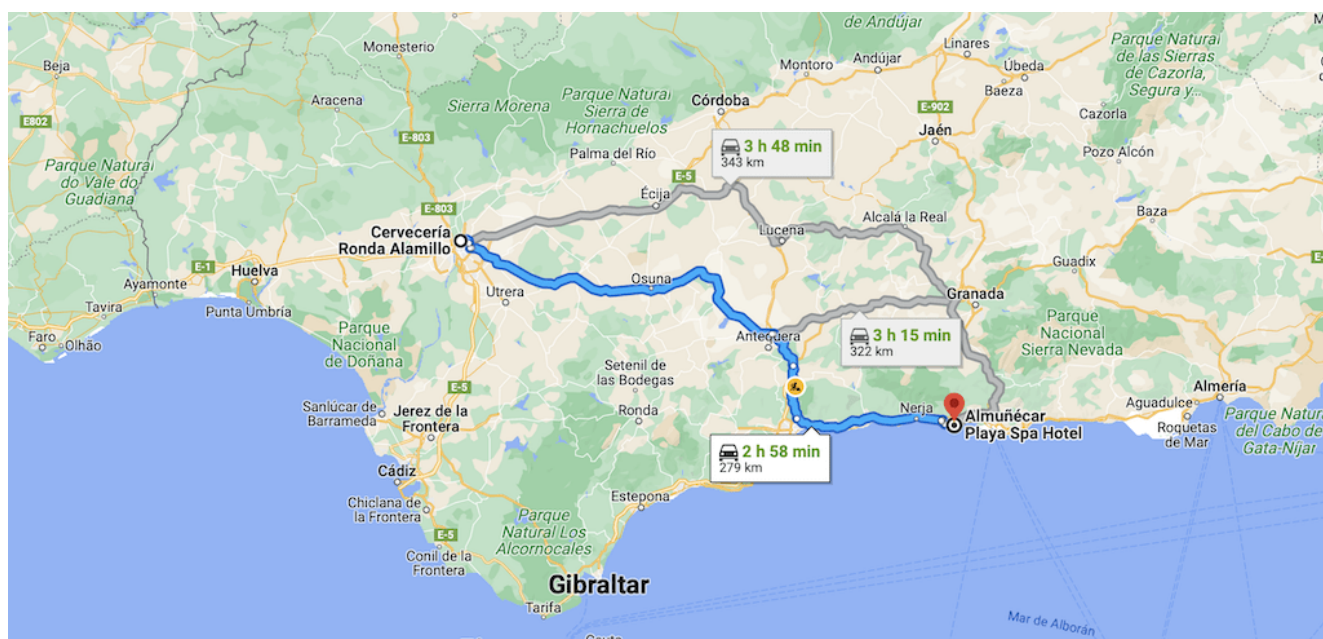 de Andújar
Monesterio
Linares
Parque Natural
de las Sierras
de Cazorla,
Segura y...
Beja
Montoro
Andújar
Úbeda
Baeza
E802
Aracena
Sierra Morena
Parque Natural
Sierra de
Hornachuelos
Córdoba
E-902
Cazorla
E-803
Jaén
Parque Natural
do Vale do
Guadiana
Palma del Río
3 h 48 min
343 km
Pozo Alcón
E-5
Écija
E-803
Cervecería
Ronda Alamillo
Lucena
Alcalá la Real
Baza
E-1
Huelva
Ayamonte
Tavira
Punta Umbría
Faro
Olhão
Utrera
Osuna
Guadix
Granada
Parque
Nacional
de Doñana
Antequera
3 h 15 min
322 km
Parque
Nacional
Sierra Nevada
Setenil de
las Bodegas
Ronda
E-5
Sanlúcar de
Barrameda
Jerez de la
Frontera
Nerja
Almuñécar
Playa Spa Hotel
Almería
Aguadulce
Roquetas
de Mar
Parque Natu
del Cabo de
Gata-Níjar
2 h 58 min
279 km
Cádiz
Chiclana de
la Frontera
Estepona
Parque
Natural Los
Alcornocales
E-5
Conil de la
Frontera
Gibraltar
Tarifa
Mar de Alborán